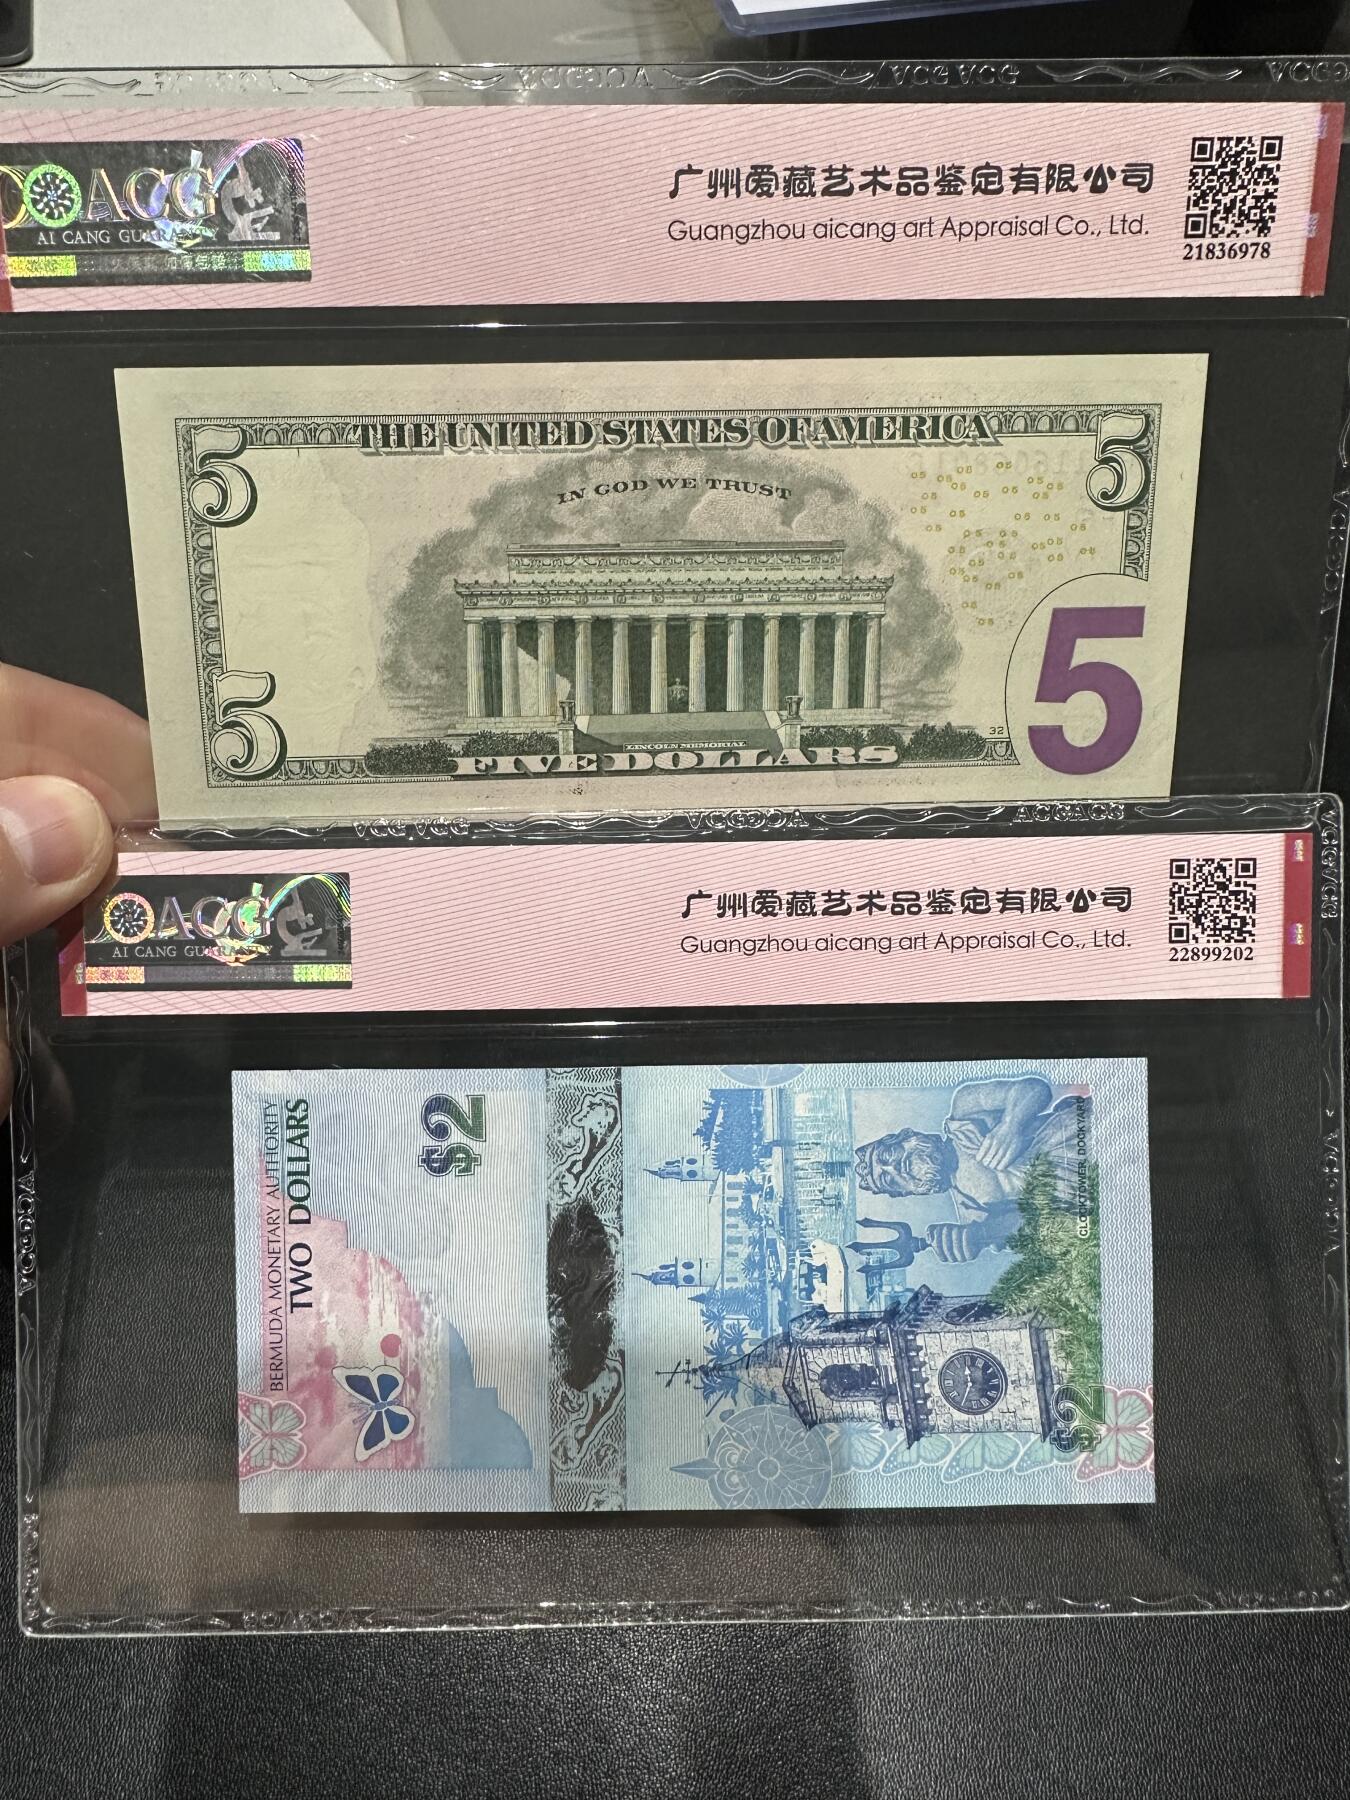 ACG
AI CANG GUARANTY
广州爱藏艺术品鉴定有限公司
Guangzhou aicang art Appraisal Co., Ltd.
21836978
THE UNITED STATES OF AMERICA
5
5
IN GOD WE TRUST
5
5
32
LINCOLN MEMORIAL
FIVE DOLLARS
ACG
AI CANG GUARANTY
广州爱藏艺术品鉴定有限公司
Guangzhou aicang art Appraisal Co., Ltd.
22899202
BERMUDA MONETARY AUTHORITY
TWO DOLLARS
$2
CLOCKTOWER, DOCKYARD
$2